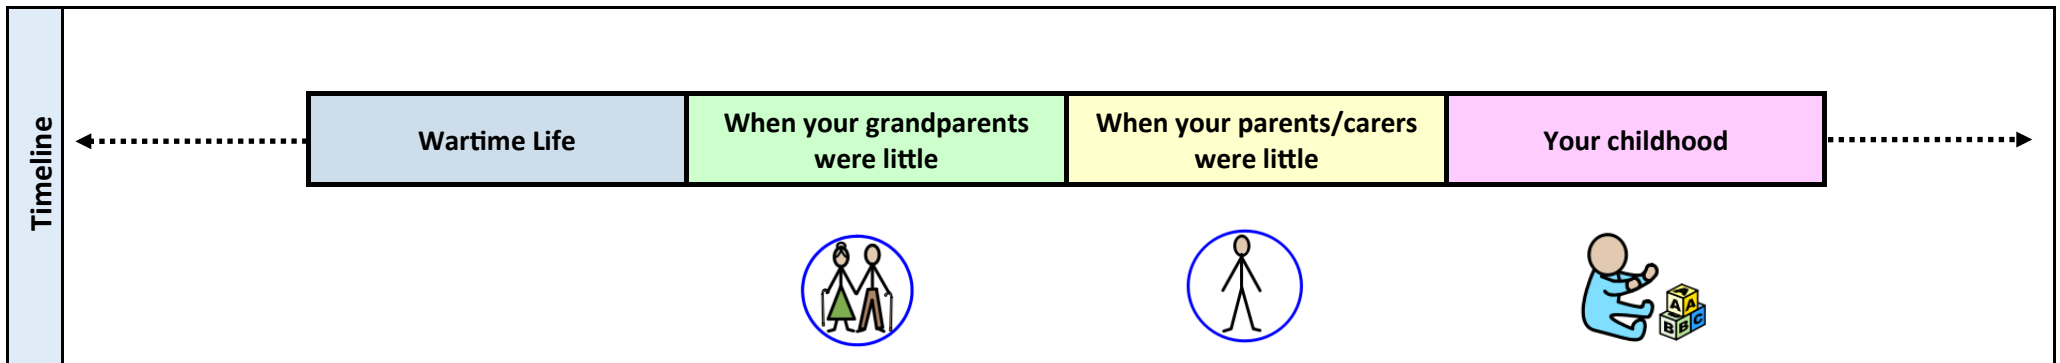 Timeline
Wartime Life
When your grandparents
were little
When your parents/carers
were little
Your childhood
A
A
B
B
C